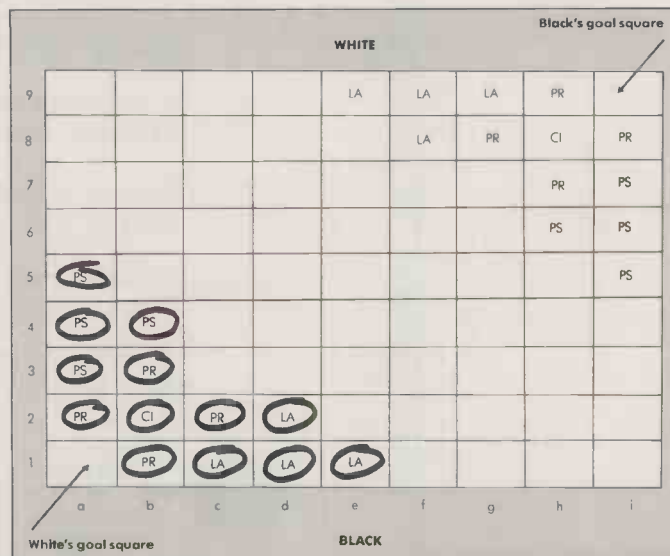 Black's goal square
WHITE
9 LA LA LA PR
8 LA PR CI PR
7 PR PS
6 PS PS
5 PS PS
4 PS PS
3 PS PR
2 PR CI PR LA
1 PR LA LA LA
a b c d e f g h i
White's goal square
BLACK